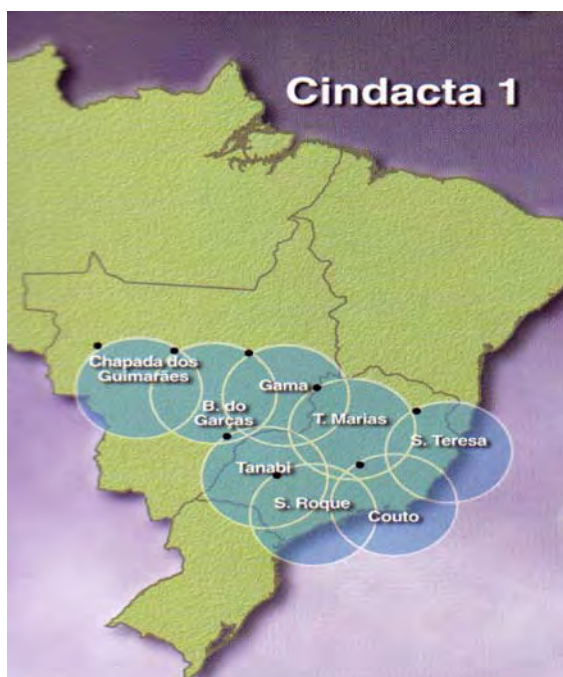 Cindacta 1
Chapada dos
Guimarães
B. do
Garças
Gama
T. Marias
S. Teresa
Tanabi
S. Roque
Couto